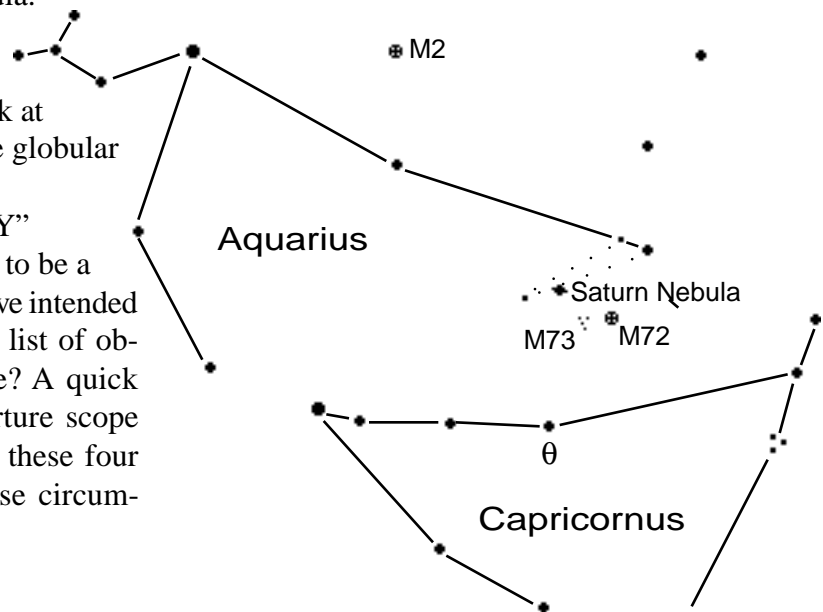 ula.
k at
e globular
Y”
to be a
ve intended
list of ob-
e? A quick
rture scope
these four
se circum-
M2
Aquarius
Saturn Nebula
M73
M72
θ
Capricornus